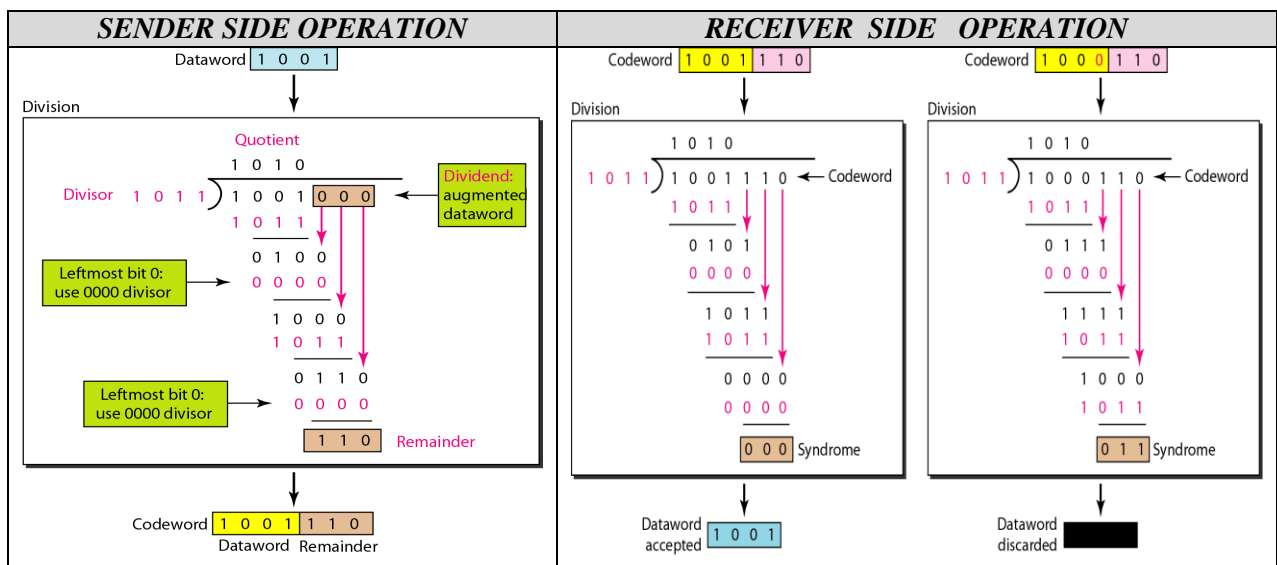 SENDER SIDE OPERATION
Dataword 1 0 0 1
Division
Quotient
1 0 1 0
Divisor 1 0 1 1 1 0 0 1 0 0 0
Dividend:
augmented
dataword
1 0 1 1
0 1 0 0
Leftmost bit 0:
use 0000 divisor
0 0 0 0
1 0 0 0
1 0 1 1
0 1 1 0
Leftmost bit 0:
use 0000 divisor
0 0 0 0
1 1 0 Remainder
Codeword 1 0 0 1 1 1 0
Dataword Remainder
RECEIVER SIDE OPERATION
Codeword 1 0 0 1 1 1 0
Division
1 0 1 0
1 0 1 1 1 0 0 1 1 1 0 Codeword
1 0 1 1
0 1 0 1
0 0 0 0
1 0 1 1
1 0 1 1
0 0 0 0
0 0 0 0
0 0 0 Syndrome
Dataword
accepted
1 0 0 1
Codeword 1 0 0 0 1 1 0
Division
1 0 1 0
1 0 1 1 1 0 0 0 1 1 0 Codeword
1 0 1 1
0 1 1 1
0 0 0 0
1 1 1 1
1 0 1 1
1 0 0 0
1 0 1 1
0 1 1 Syndrome
Dataword
discarded